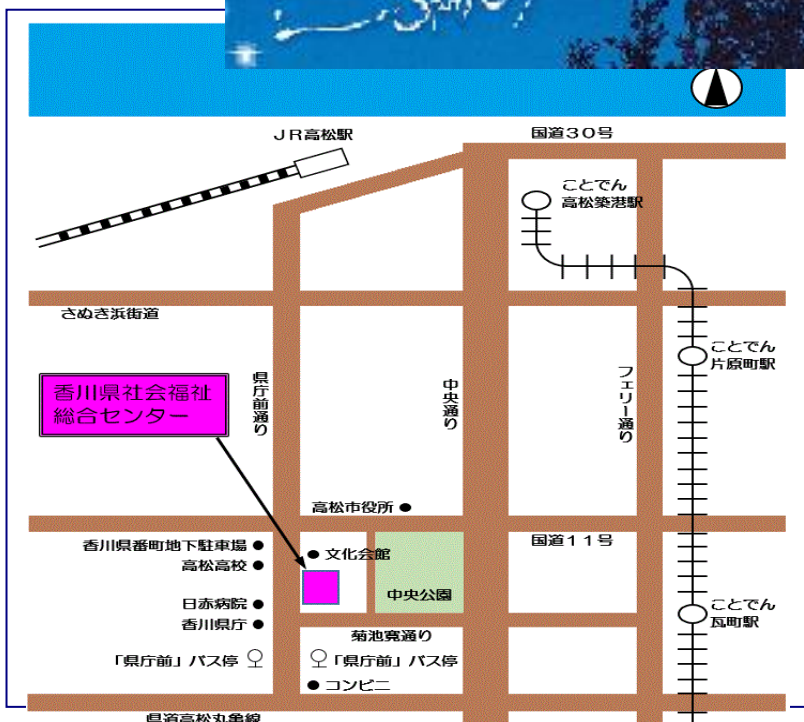 JR高松駅
国道30号
ことでん
高松築港駅
さぬき浜街道
ことでん
片原町駅
香川県社会福祉
総合センター
県庁前通り
中央通り
フェリー通り
高松市役所
国道11号
香川県番町地下駐車場
文化会館
高松高校
中央公園
日赤病院
ことでん
瓦町駅
香川県庁
菊池寛通り
「県庁前」バス停
「県庁前」バス停
コンビニ
県道高松丸亀線